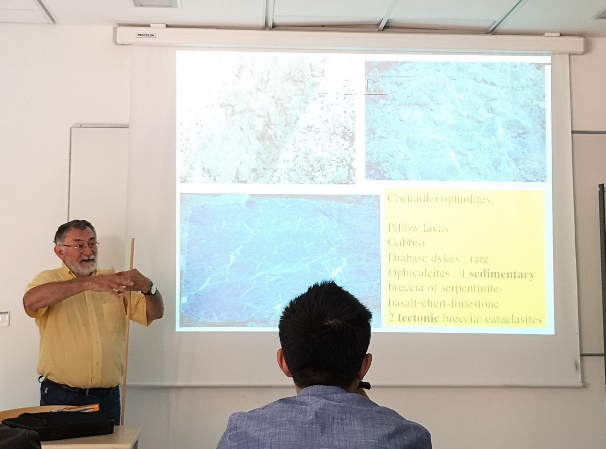 Chenaillet ophiolites:
Pillow lavas
Gabbro
Diabase dykes : rare
Ophicalcites : 1 sedimentary
breccia of serpentinite-
basalt-chert-limestone
2 tectonic breccia: cataclasites